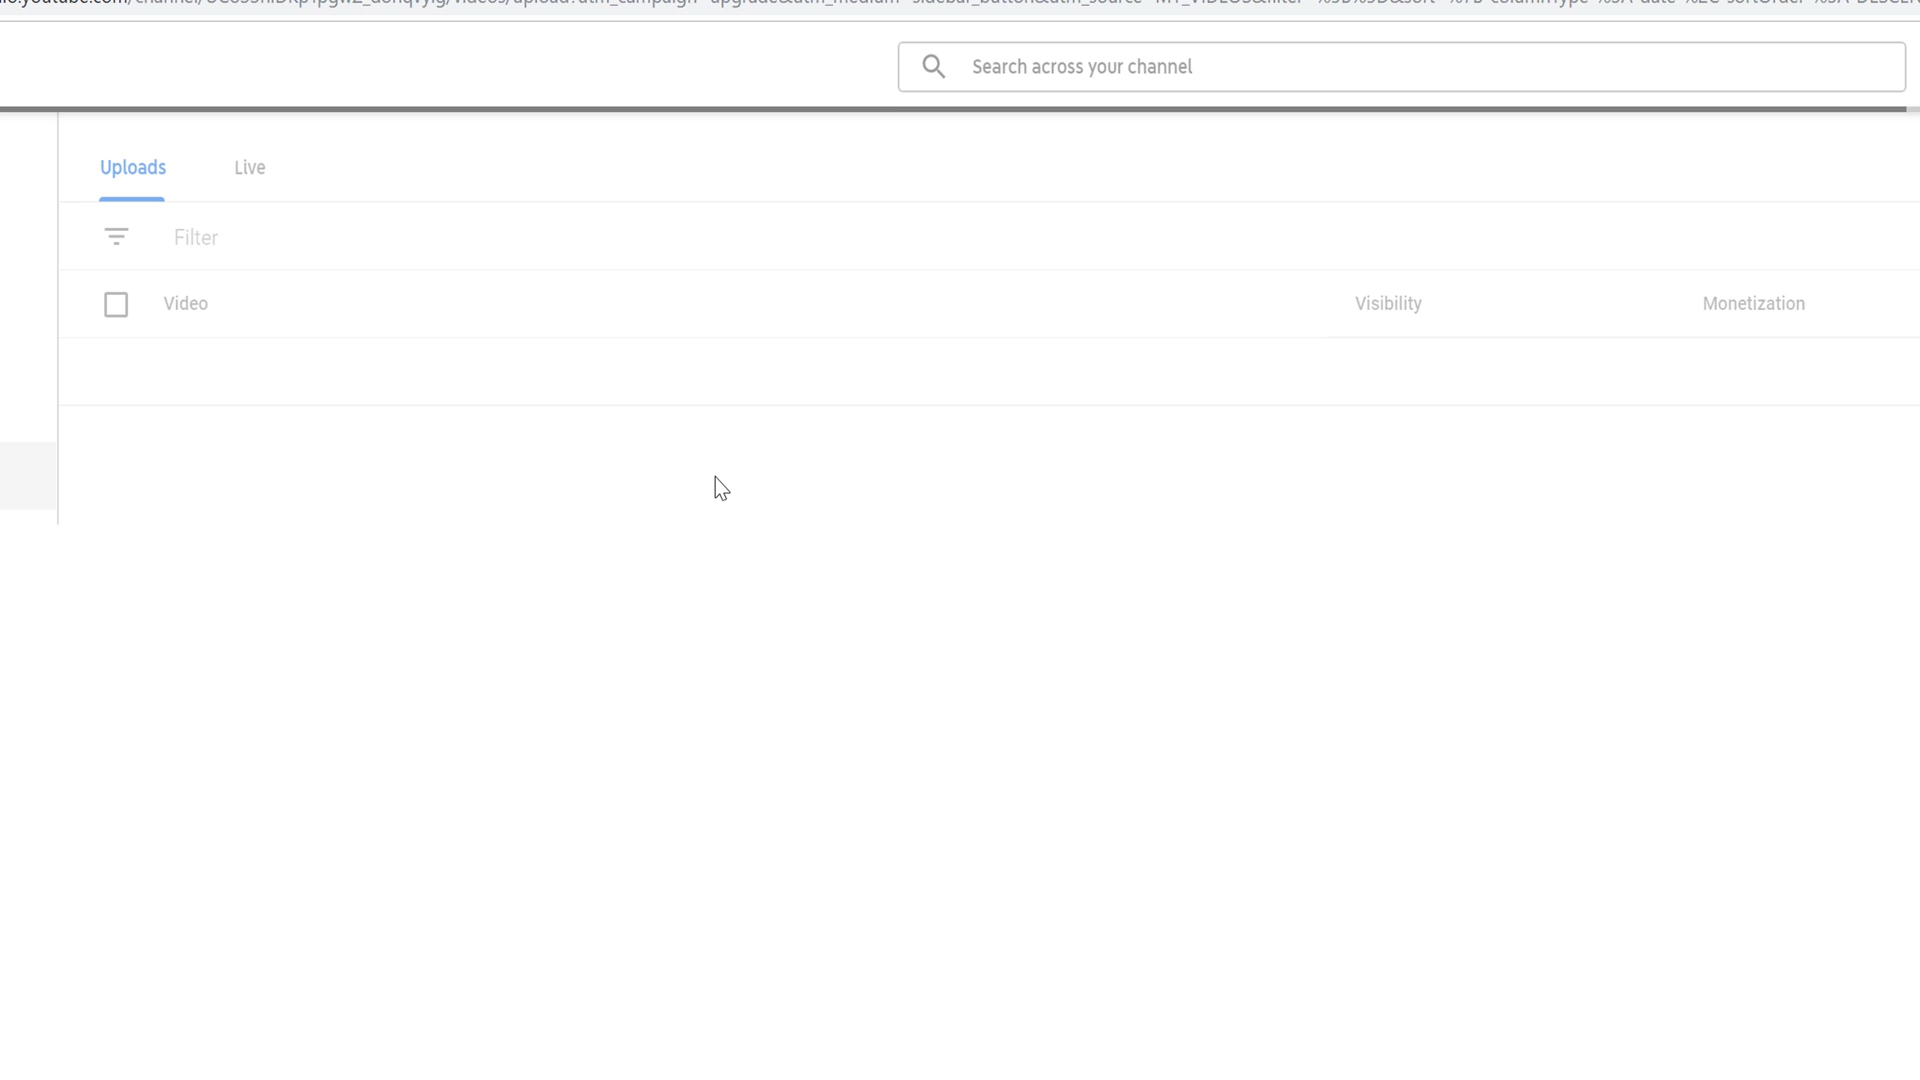 Search across your channel
Uploads Live
Filter
Video Visibility Monetization